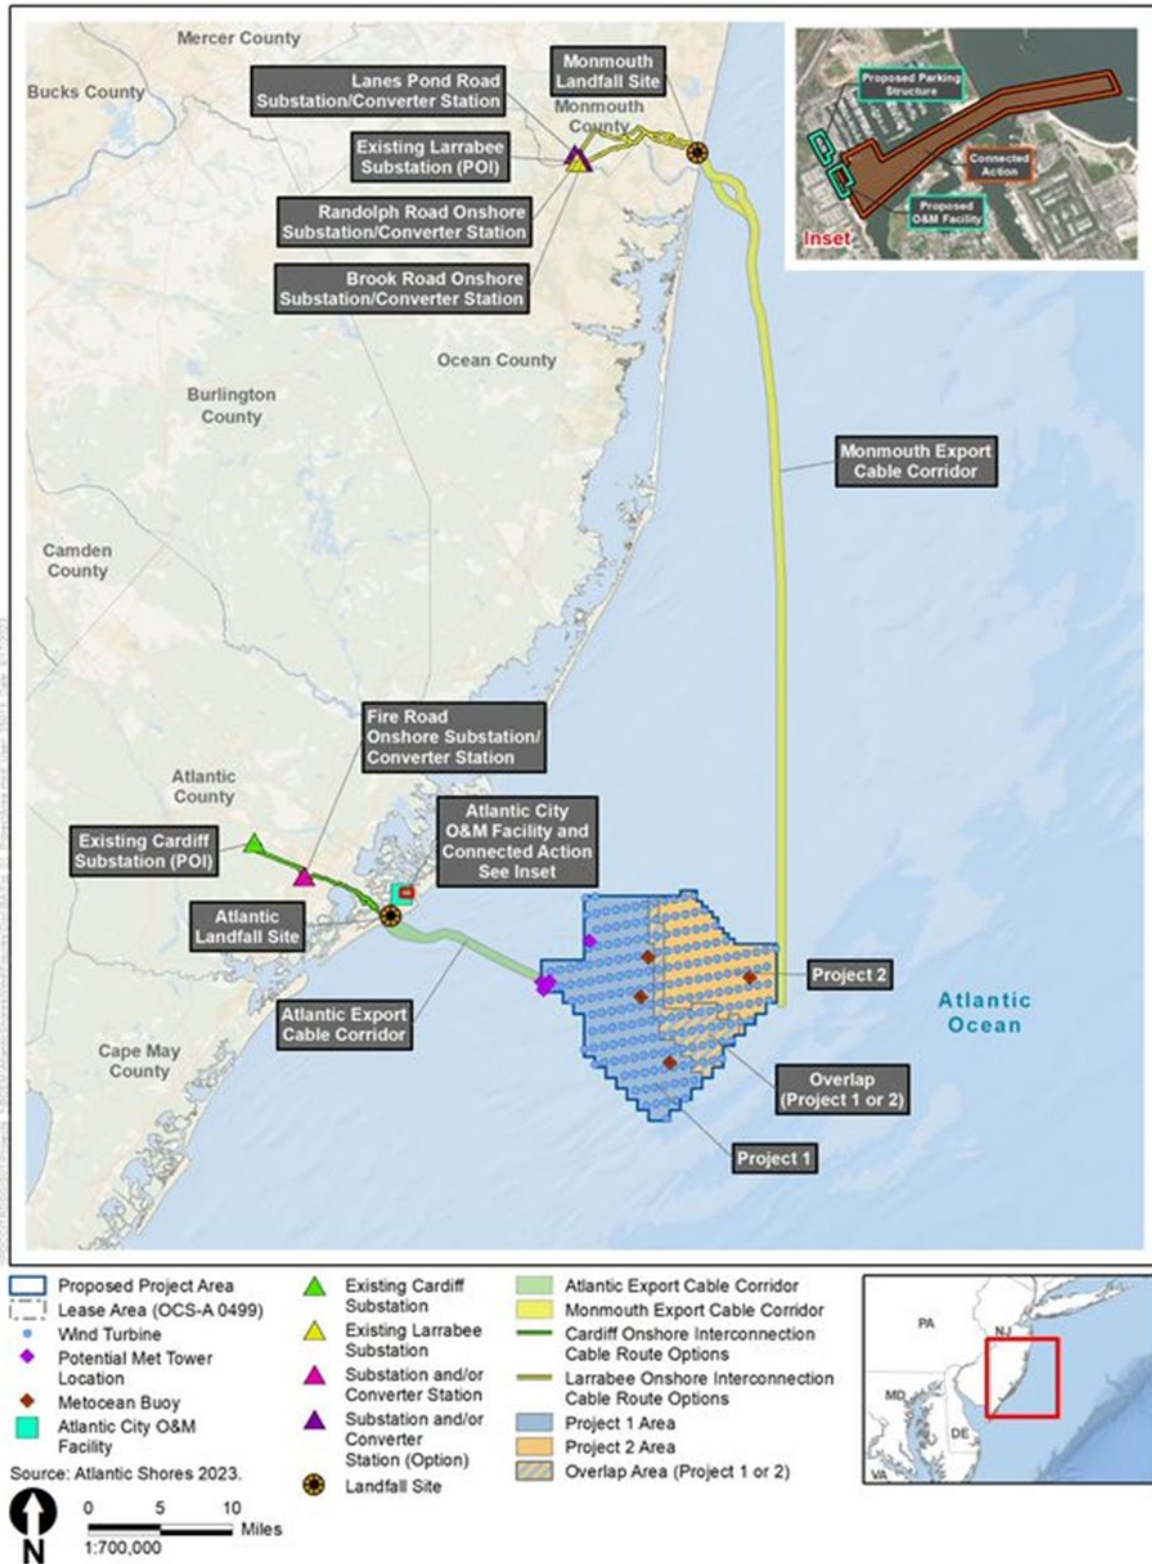 Mercer County
Bucks County
Lanes Pond Road
Substation/Converter Station
Monmouth
Landfall Site
Monmouth
County
Existing Larrabee
Substation (POI)
Randolph Road Onshore
Substation/Converter Station
Brook Road Onshore
Substation/Converter Station
Proposed Parking
Structure
Connected
Action
Proposed
O&M Facility
Inset
Ocean County
Burlington
County
Monmouth Export
Cable Corridor
Camden
County
Fire Road
Onshore Substation/
Converter Station
Atlantic
County
Existing Cardiff
Substation (POI)
Atlantic City
O&M Facility and
Connected Action
See Inset
Atlantic
Landfall Site
Atlantic Export
Cable Corridor
Project 2
Atlantic
Ocean
Cape May
County
Overlap
(Project 1 or 2)
Project 1
Proposed Project Area
Lease Area (OCS-A 0499)
Wind Turbine
Potential Met Tower
Location
Metocean Buoy
Atlantic City O&M
Facility
Existing Cardiff
Substation
Existing Larrabee
Substation
Substation and/or
Converter Station
Substation and/or
Converter
Station (Option)
Landfall Site
Atlantic Export Cable Corridor
Monmouth Export Cable Corridor
Cardiff Onshore Interconnection
Cable Route Options
Larrabee Onshore Interconnection
Cable Route Options
Project 1 Area
Project 2 Area
Overlap Area (Project 1 or 2)
PA
NJ
MD
DE
VA
Source: Atlantic Shores 2023.
N
0 5 10
Miles
1:700,000